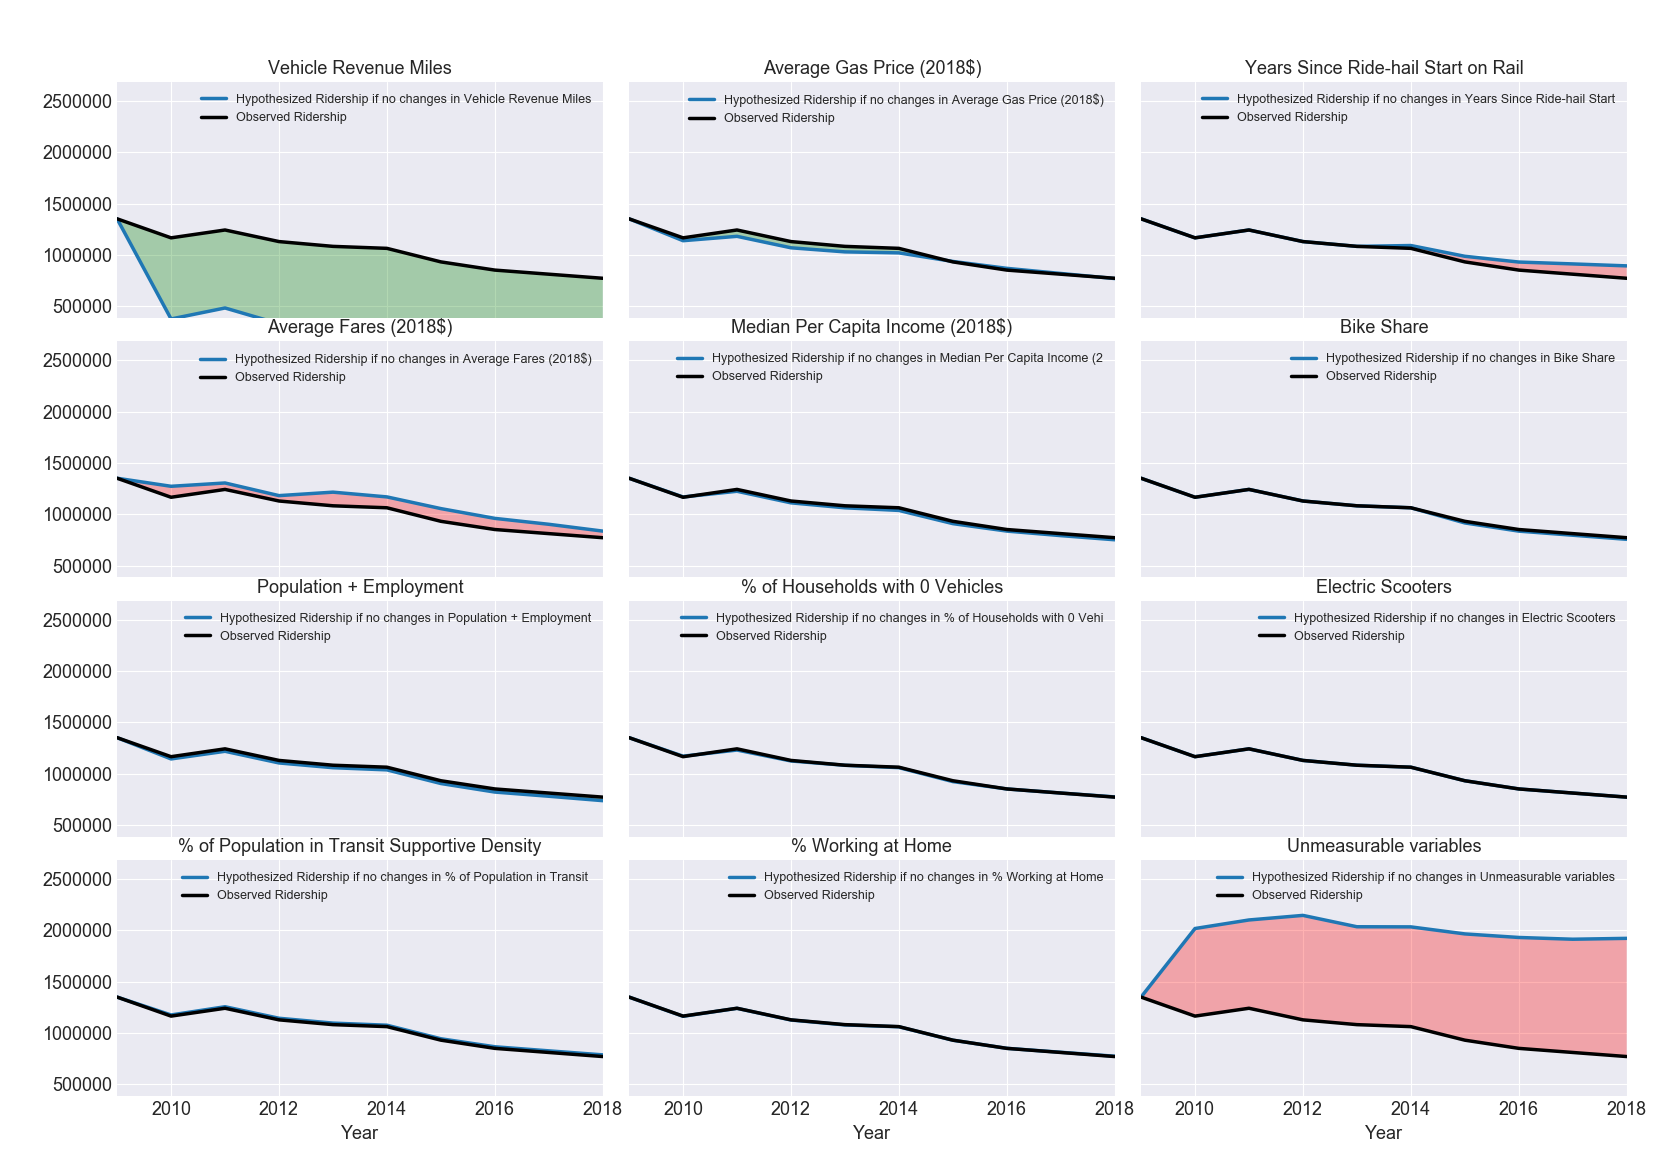 Vehicle Revenue Miles
2500000
2000000
1500000
1000000
500000
Hypothesized Ridership if no changes in Vehicle Revenue Miles
Observed Ridership
Average Gas Price (2018$)
Hypothesized Ridership if no changes in Average Gas Price (2018$)
Observed Ridership
Years Since Ride-hail Start on Rail
Hypothesized Ridership if no changes in Years Since Ride-hail Start
Observed Ridership
Average Fares (2018$)
2500000
2000000
1500000
1000000
500000
Hypothesized Ridership if no changes in Average Fares (2018$)
Observed Ridership
Median Per Capita Income (2018$)
Hypothesized Ridership if no changes in Median Per Capita Income (2
Observed Ridership
Bike Share
Hypothesized Ridership if no changes in Bike Share
Observed Ridership
Population + Employment
2500000
2000000
1500000
1000000
500000
Hypothesized Ridership if no changes in Population + Employment
Observed Ridership
% of Households with 0 Vehicles
Hypothesized Ridership if no changes in % of Households with 0 Vehi
Observed Ridership
Electric Scooters
Hypothesized Ridership if no changes in Electric Scooters
Observed Ridership
% of Population in Transit Supportive Density
2500000
2000000
1500000
1000000
500000
Hypothesized Ridership if no changes in % of Population in Transit
Observed Ridership
2010 2012 2014 2016 2018
Year
% Working at Home
Hypothesized Ridership if no changes in % Working at Home
Observed Ridership
2010 2012 2014 2016 2018
Year
Unmeasurable variables
Hypothesized Ridership if no changes in Unmeasurable variables
Observed Ridership
2010 2012 2014 2016 2018
Year